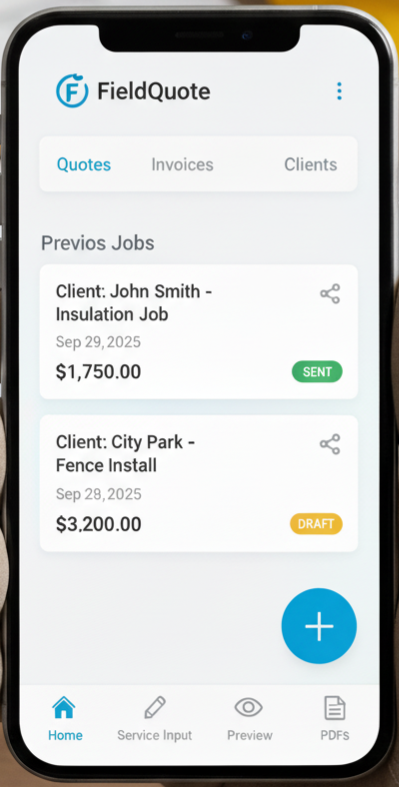 FieldQuote
Quotes Invoices Clients
Previos Jobs
Client: John Smith -
Insulation Job
Sep 29, 2025
$1,750.00 SENT
Client: City Park -
Fence Install
Sep 28, 2025
$3,200.00 DRAFT
Home Service Input Preview PDFs